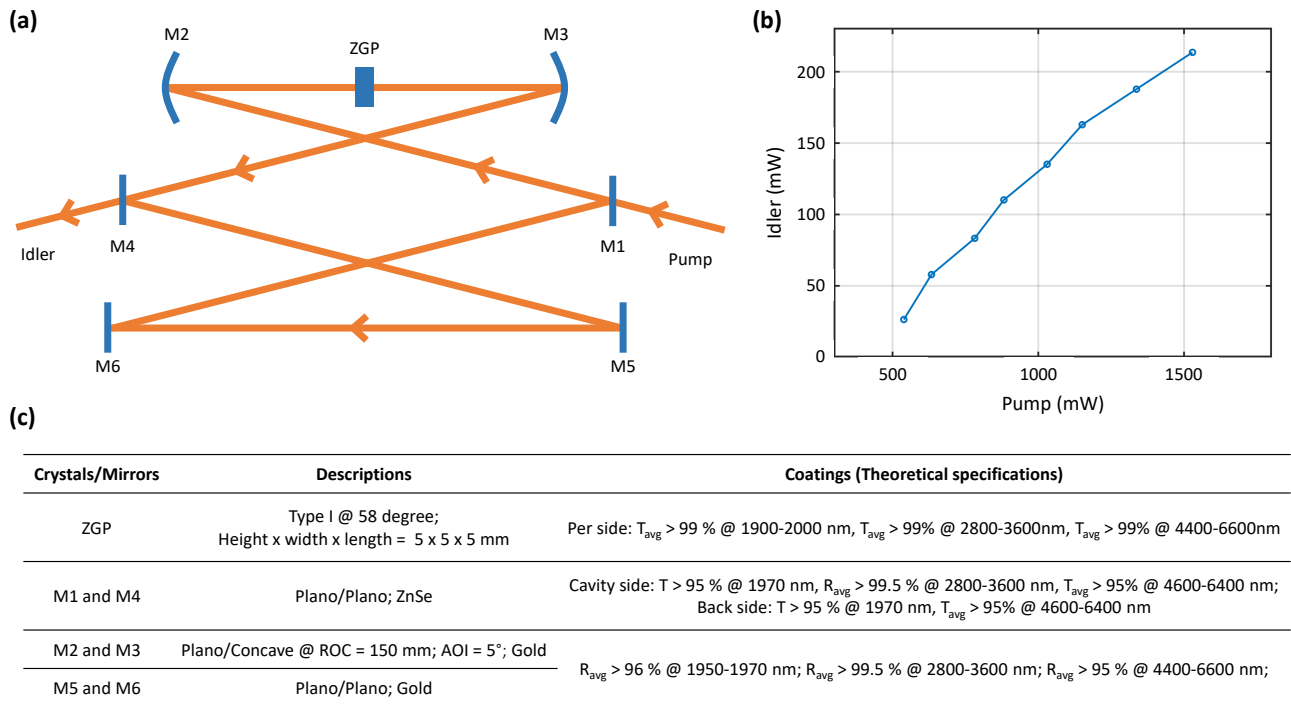 (a)
M2
ZGP
M3
Idler
M4
M1
Pump
M6
M5
(b)
Idler (mW)
200
150
100
50
0
500
1000
1500
Pump (mW)
(c)
Crystals/Mirrors Descriptions Coatings (Theoretical specifications)
ZGP
Type I @ 58 degree;
Height x width x length = 5 x 5 x 5 mm
Per side: Tavg > 99 % @ 1900-2000 nm, Tavg > 99% @ 2800-3600nm, Tavg > 99% @ 4400-6600nm
M1 and M4
Plano/Plano; ZnSe
Cavity side: T > 95 % @ 1970 nm, Ravg > 99.5 % @ 2800-3600 nm, Tavg > 95% @ 4600-6400 nm;
Back side: T > 95 % @ 1970 nm, Tavg > 95% @ 4600-6400 nm
M2 and M3
Plano/Concave @ ROC = 150 mm; AOI = 5°; Gold
Ravg > 96 % @ 1950-1970 nm; Ravg > 99.5 % @ 2800-3600 nm; Ravg > 95 % @ 4400-6600 nm;
M5 and M6
Plano/Plano; Gold